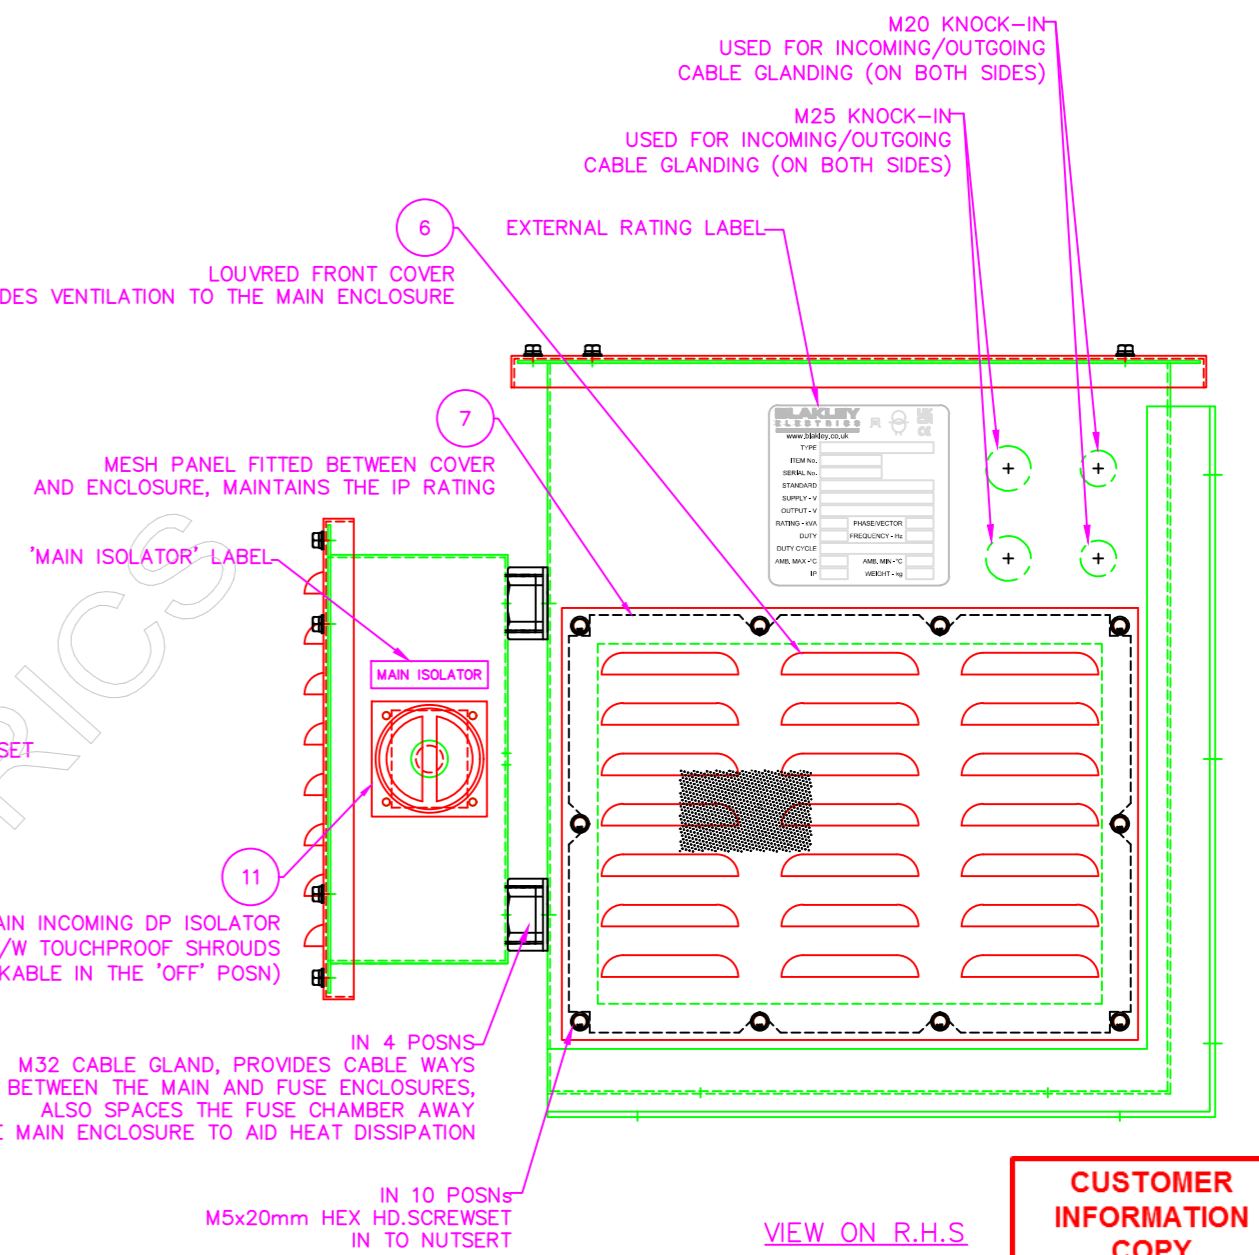 M20 KNOCK-IN
USED FOR INCOMING/OUTGOING
CABLE GLANDING (ON BOTH SIDES)
M25 KNOCK-IN
USED FOR INCOMING/OUTGOING
CABLE GLANDING (ON BOTH SIDES)
6
EXTERNAL RATING LABEL
LOUVRED FRONT COVER
DES VENTILATION TO THE MAIN ENCLOSURE
7
MESH PANEL FITTED BETWEEN COVER
AND ENCLOSURE, MAINTAINS THE IP RATING
BLAKLEY
ELECTRICS
www.blakley.co.uk
TYPE
ITEM No.
SERIAL No.
STANDARD
SUPPLY - V
OUTPUT - V
RATING - kVA PHASE/VECTOR
DUTY FREQUENCY - Hz
DUTY CYCLE
AMB. MAX -°C AMB. MIN -°C
IP WEIGHT - kg
'MAIN ISOLATOR' LABEL
MAIN ISOLATOR
RICS
SET
11
AIN INCOMING DP ISOLATOR
/W TOUCHPROOF SHROUDS
KABLE IN THE 'OFF' POSN)
IN 4 POSNS
M32 CABLE GLAND, PROVIDES CABLE WAYS
BETWEEN THE MAIN AND FUSE ENCLOSURES,
ALSO SPACES THE FUSE CHAMBER AWAY
E MAIN ENCLOSURE TO AID HEAT DISSIPATION
IN 10 POSNs
M5x20mm HEX HD.SCREWSET
IN TO NUTSERT
VIEW ON R.H.S
CUSTOMER
INFORMATION
COPY